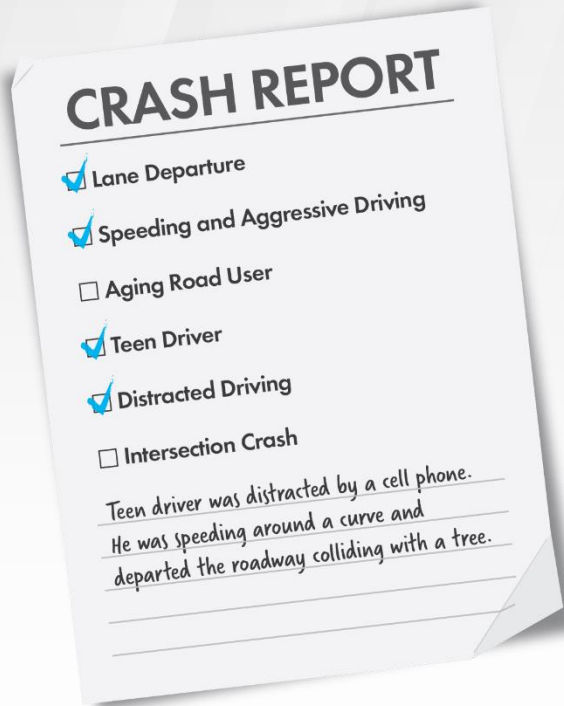 CRASH REPORT
Lane Departure
Speeding and Aggressive Driving
Aging Road User
Teen Driver
Distracted Driving
Intersection Crash
Teen driver was distracted by a cell phone.
He was speeding around a curve and
departed the roadway colliding with a tree.